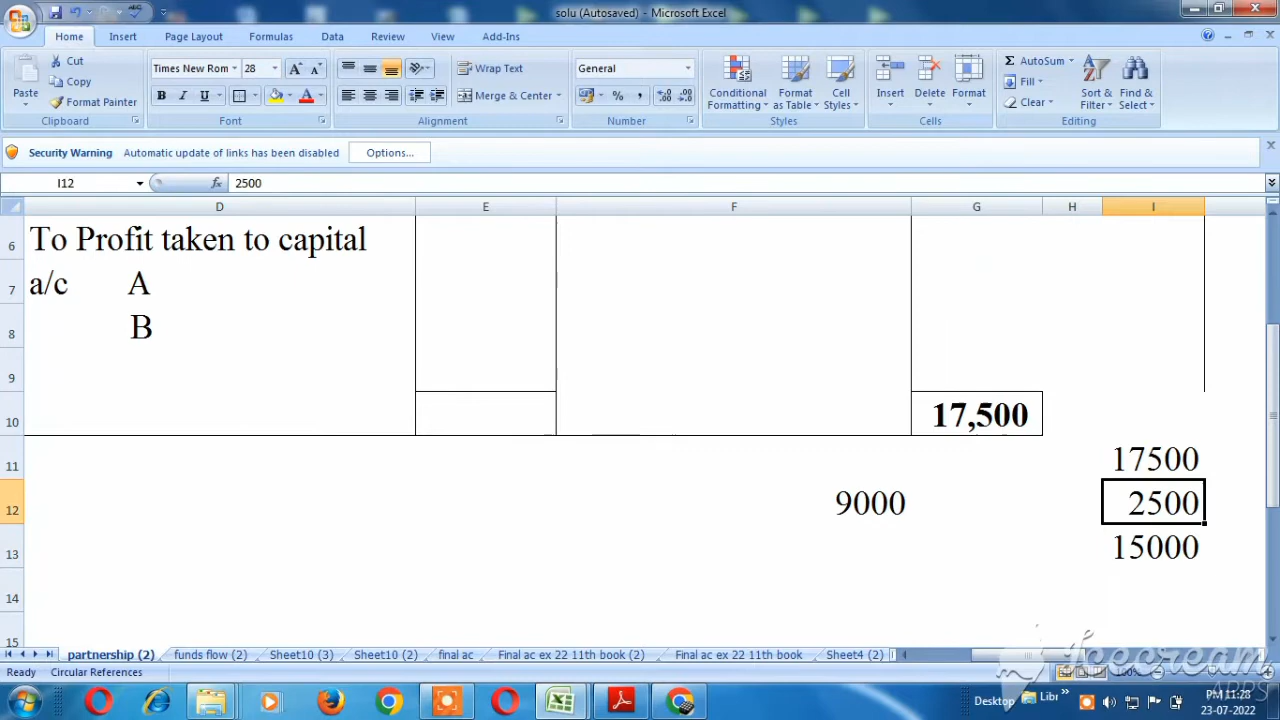 solu (Autosaved) - Microsoft Excel
Home Insert Page Layout Formulas Data Review View Add-Ins
Paste Cut Copy Format Painter Clipboard
Times New Rom 28 B I U Font
Wrap Text Merge & Center Alignment
General % , Number
Conditional Formatting Format as Table Cell Styles Styles
Insert Delete Format Cells
AutoSum Fill Clear Sort & Filter Find & Select Editing
Security Warning Automatic update of links has been disabled Options...
I12 fx 2500
D E F G H I
6 To Profit taken to capital
7 a/c A
8 B
9
10 17,500
11 17500
12 9000 2500
13 15000
14
15
partnership (2) funds flow (2) Sheet10 (3) Sheet10 (2) final ac Final ac ex 22 11th book (2) Final ac ex 22 11th book Sheet4 (2)
Ready Circular References 100%
Icecream
APPS
Desktop Libr » PM 11:28
23-07-2022